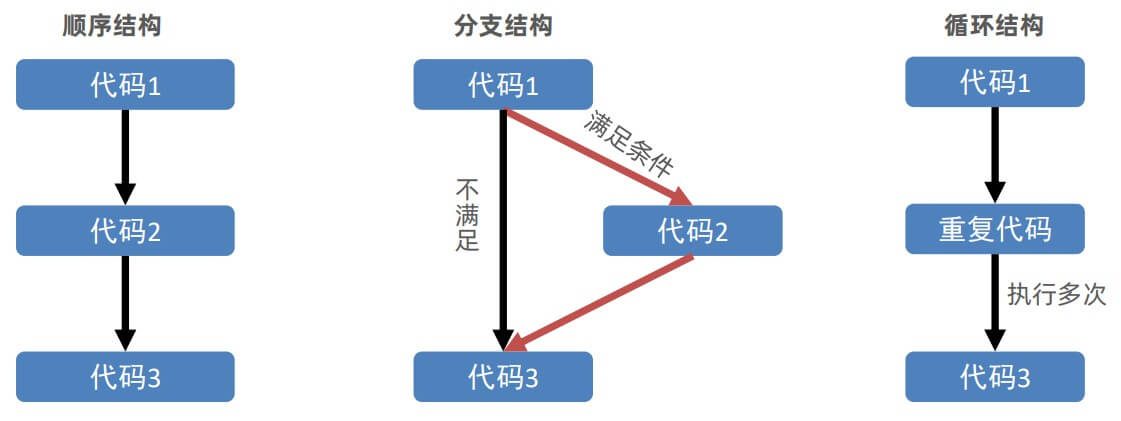 顺序结构
代码1
代码2
代码3
分支结构
代码1
满足条件
不满足
代码2
代码3
循环结构
代码1
重复代码
执行多次
代码3